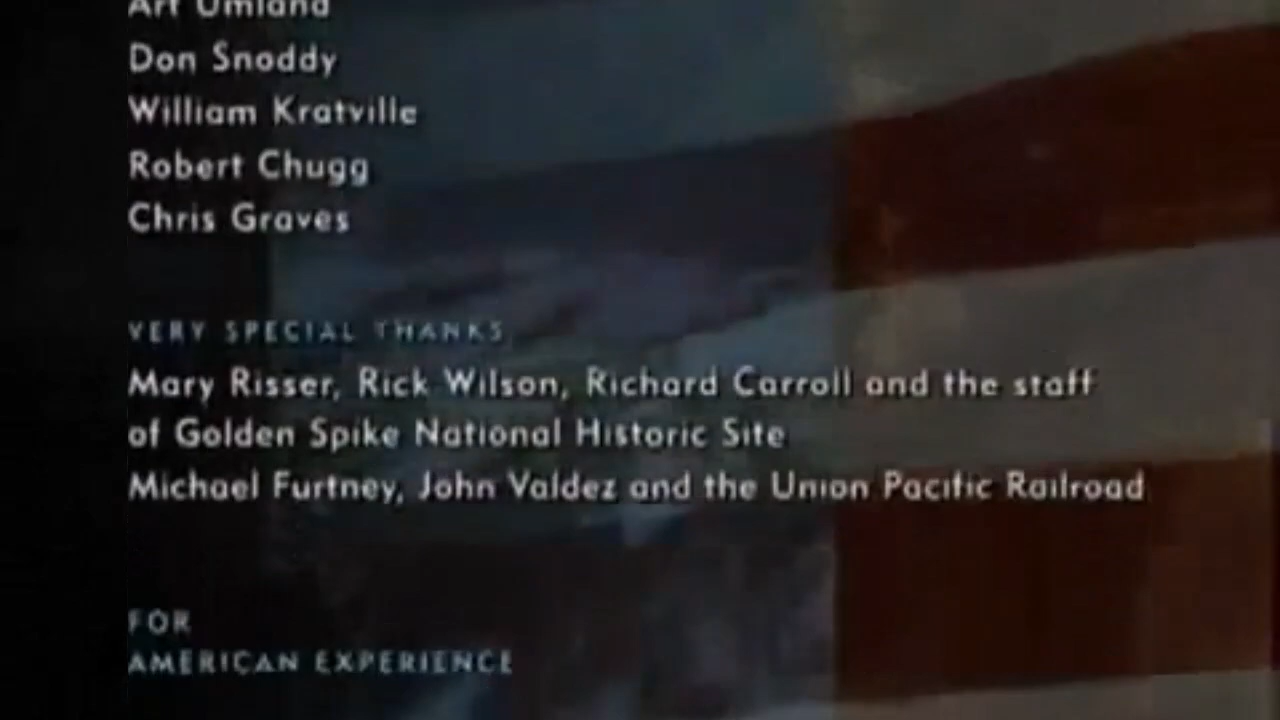 Art Umland
Don Snoddy
William Kratville
Robert Chugg
Chris Graves
VERY SPECIAL THANKS
Mary Risser, Rick Wilson, Richard Carroll and the staff
of Golden Spike National Historic Site
Michael Furtney, John Valdez and the Union Pacific Railroad
FOR
AMERICAN EXPERIENCE